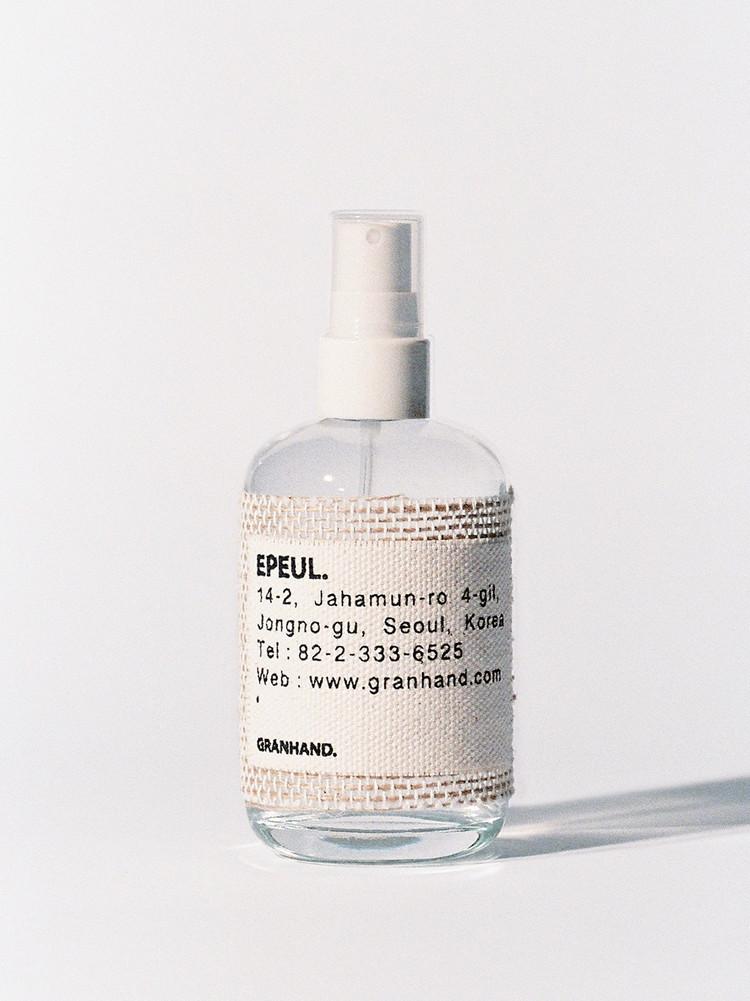 EPEUL.
14-2, Jahamun-ro 4-gil,
Jongno-gu, Seoul, Korea
Tel : 82-2-333-6525
Web : www.granhand.com
GRANHAND.